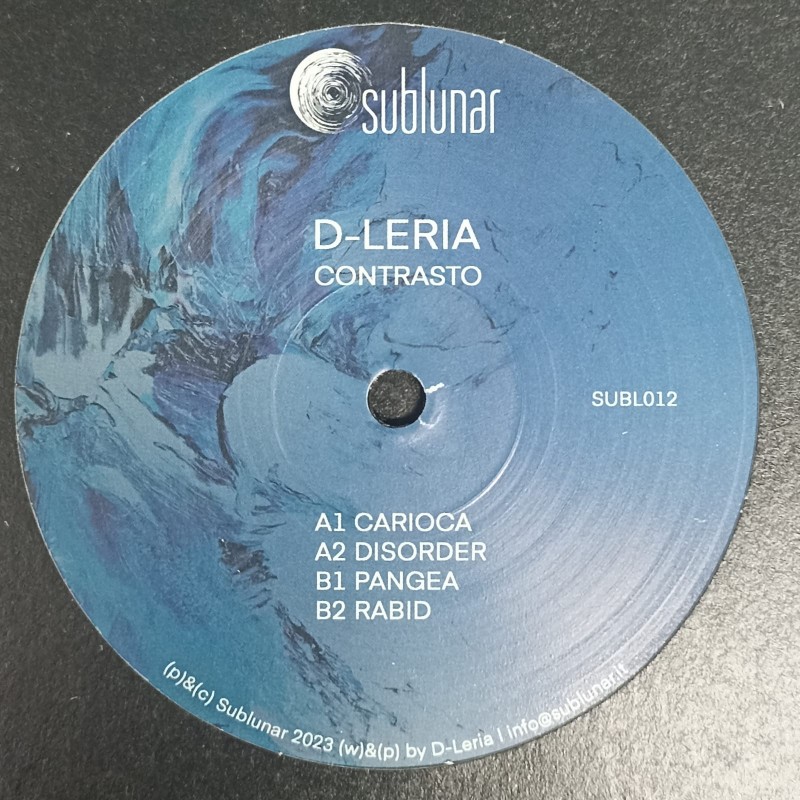 sublunar
D-LERIA
CONTRASTO
SUBL012
A1 CARIOCA
A2 DISORDER
B1 PANGEA
B2 RABID
(p)&(c) Sublunar 2023 (w)&(p) by D-Leria | info@sublunar.it